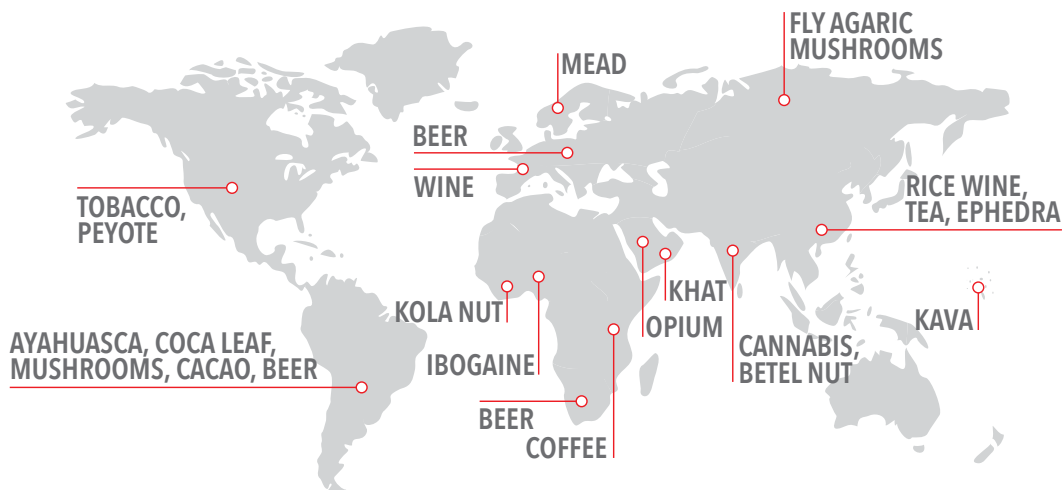 FLY AGARIC
MUSHROOMS
MEAD
BEER
WINE
TOBACCO,
PEYOTE
RICE WINE,
TEA, EPHEDRA
KHAT
KOLA NUT
OPIUM
KAVA
AYAHUASCA, COCA LEAF,
MUSHROOMS, CACAO, BEER
IBOGAINE
CANNABIS,
BETEL NUT
BEER
COFFEE